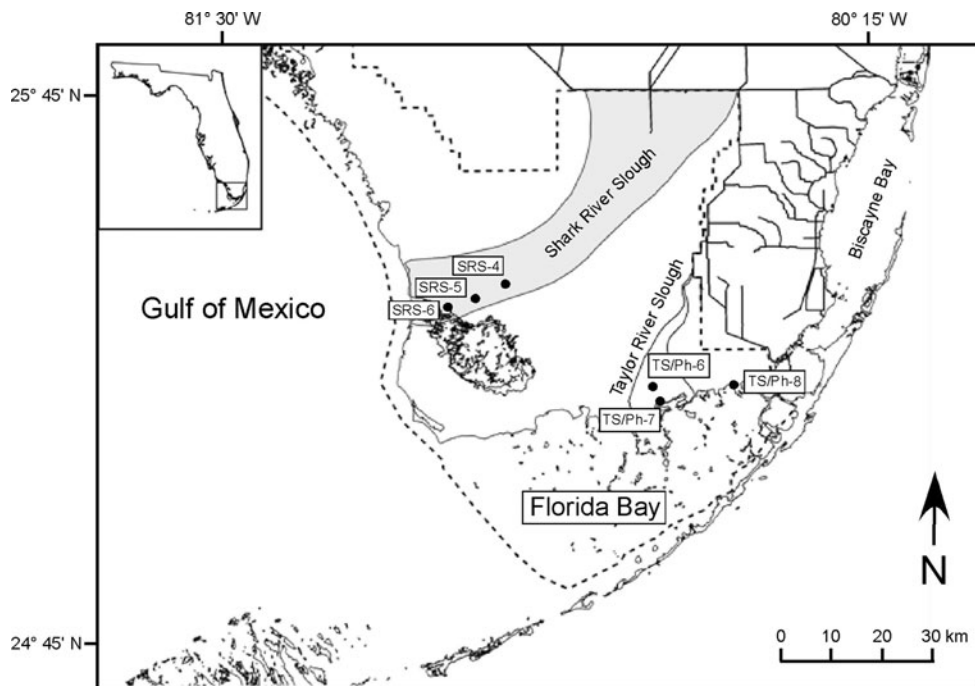 81° 30' W
80° 15' W
25° 45' N
Shark River Slough
Biscayne Bay
SRS-4
SRS-5
SRS-6
Gulf of Mexico
Taylor River Slough
TS/Ph-6
TS/Ph-8
TS/Ph-7
Florida Bay
N
24° 45' N
0 10 20 30 km